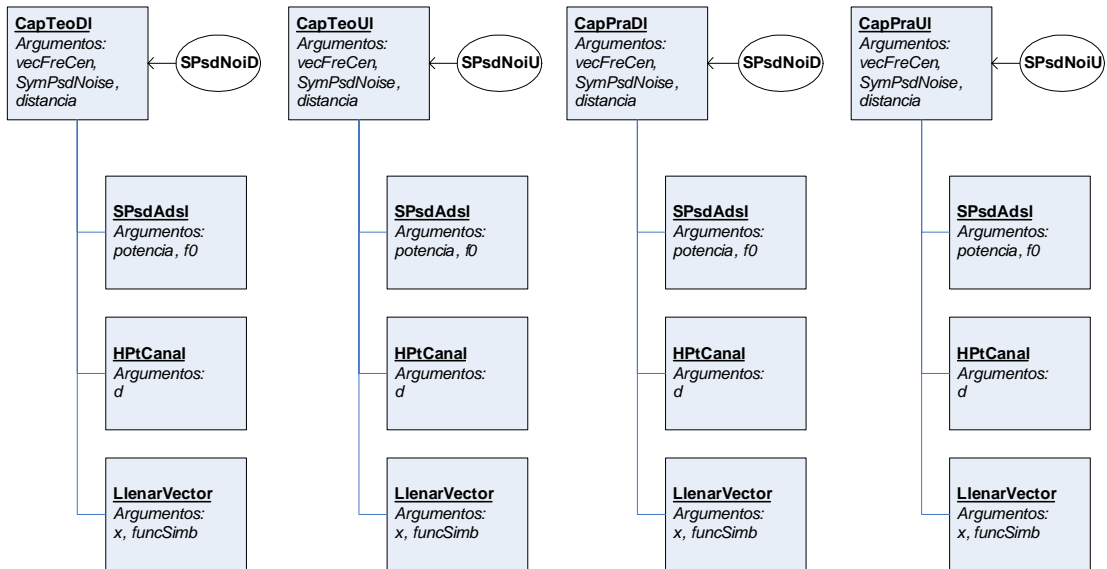 CapTeoDl
Argumentos:
vecFreCen,
SymPsdNoise,
distancia
SPsdNoiD
CapTeoUl
Argumentos:
vecFreCen,
SymPsdNoise,
distancia
SPsdNoiU
CapPraDl
Argumentos:
vecFreCen,
SymPsdNoise,
distancia
SPsdNoiD
CapPraUl
Argumentos:
vecFreCen,
SymPsdNoise,
distancia
SPsdNoiU
SPsdAdsl
Argumentos:
potencia, f0
SPsdAdsl
Argumentos:
potencia, f0
SPsdAdsl
Argumentos:
potencia, f0
SPsdAdsl
Argumentos:
potencia, f0
HPtCanal
Argumentos:
d
HPtCanal
Argumentos:
d
HPtCanal
Argumentos:
d
HPtCanal
Argumentos:
d
LlenarVector
Argumentos:
x, funcSimb
LlenarVector
Argumentos:
x, funcSimb
LlenarVector
Argumentos:
x, funcSimb
LlenarVector
Argumentos:
x, funcSimb